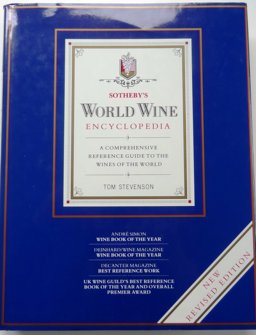 SOTHEBY'S
WORLD WINE
ENCYCLOPEDIA
A COMPREHENSIVE
REFERENCE GUIDE TO THE
WINES OF THE WORLD
TOM STEVENSON
ANDRÉ SIMON
WINE BOOK OF THE YEAR
DEINHARD/WINE MAGAZINE
WINE BOOK OF THE YEAR
DECANTER MAGAZINE
BEST REFERENCE WORK
UK WINE GUILD'S BEST REFERENCE
BOOK OF THE YEAR AND OVERALL
PREMIER AWARD
NEW
REVISED EDITION